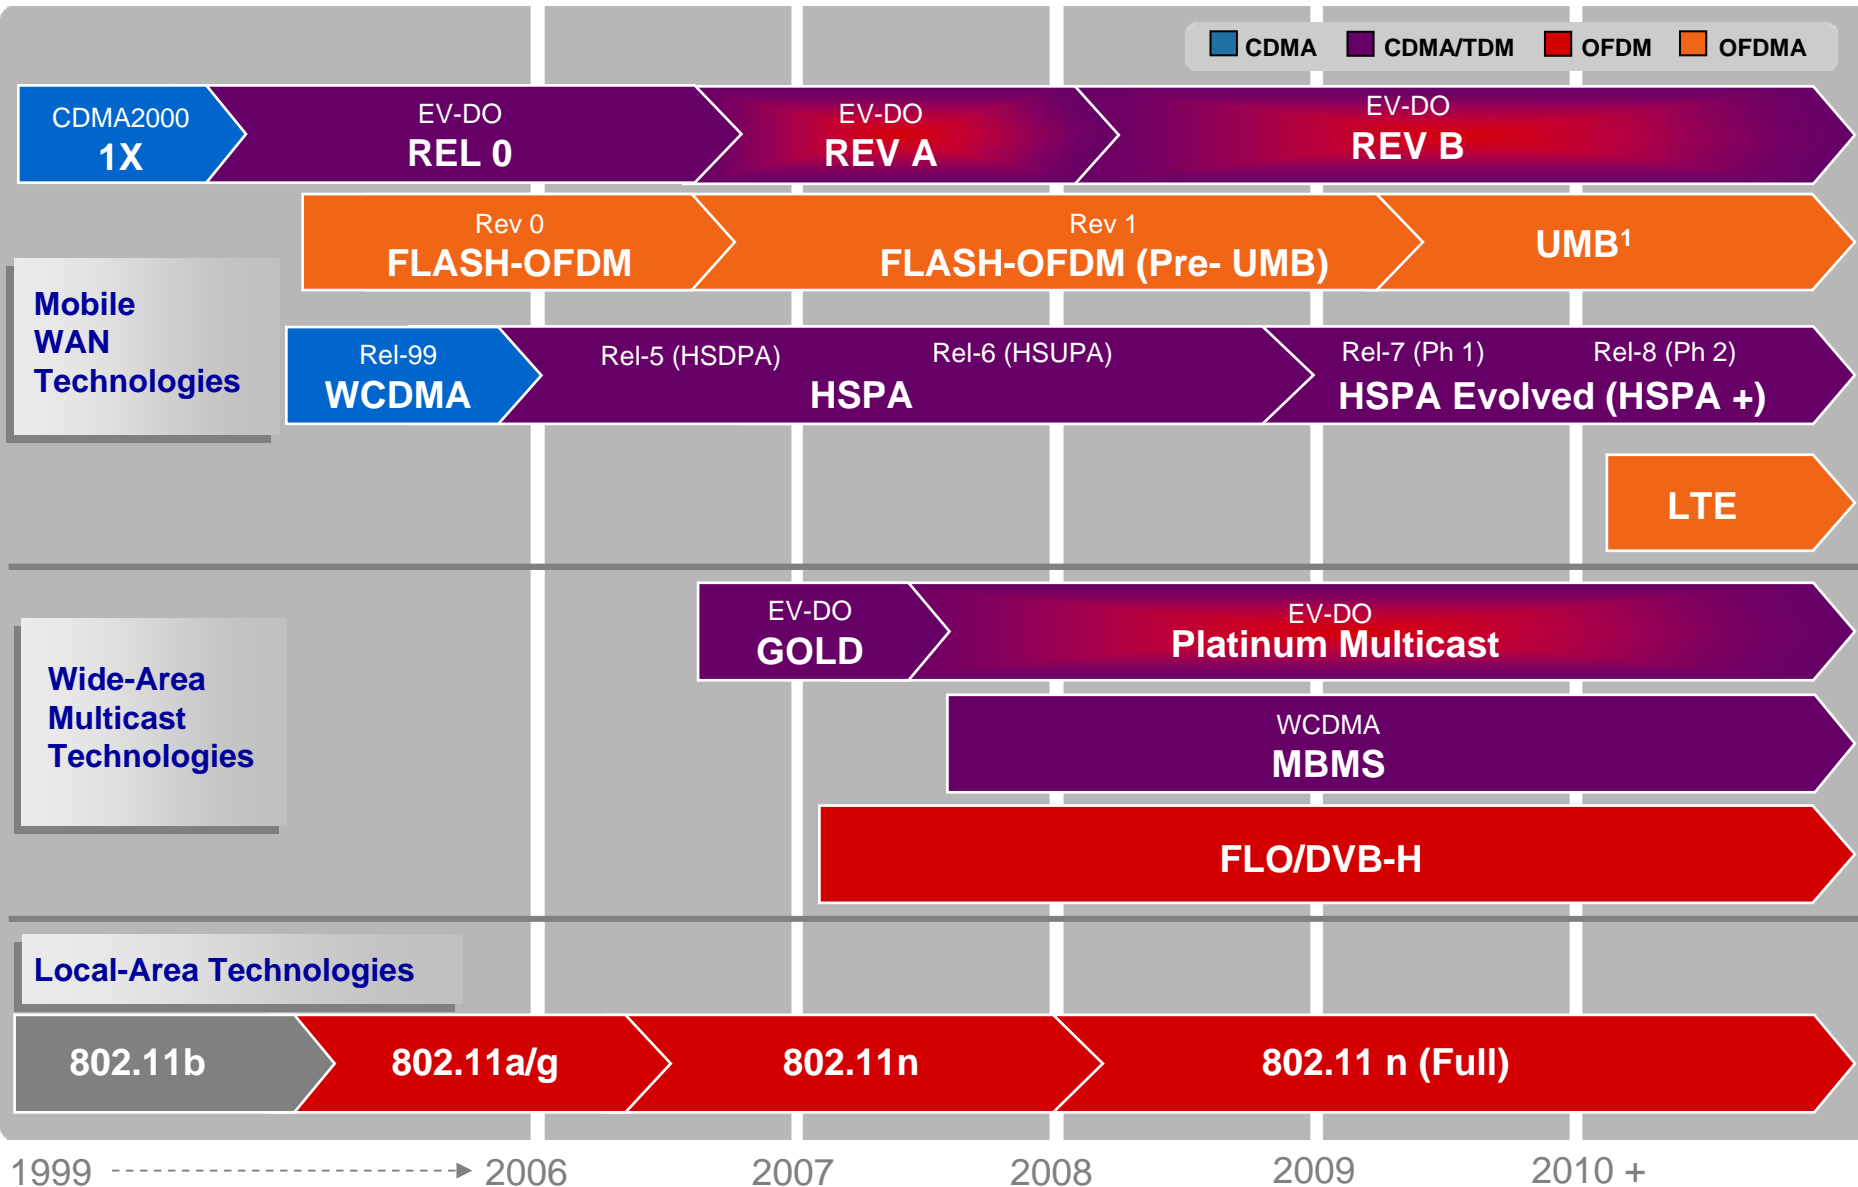 CDMA
CDMA/TDM
OFDM
OFDMA
CDMA2000
1X
EV-DO
REL 0
EV-DO
REV A
EV-DO
REV B
Rev 0
FLASH-OFDM
Rev 1
FLASH-OFDM (Pre- UMB)
UMB¹
Mobile
WAN
Technologies
Rel-99
WCDMA
Rel-5 (HSDPA)
Rel-6 (HSUPA)
HSPA
Rel-7 (Ph 1)
Rel-8 (Ph 2)
HSPA Evolved (HSPA +)
LTE
Wide-Area
Multicast
Technologies
EV-DO
GOLD
EV-DO
Platinum Multicast
WCDMA
MBMS
FLO/DVB-H
Local-Area Technologies
802.11b
802.11a/g
802.11n
802.11 n (Full)
1999
2006
2007
2008
2009
2010 +